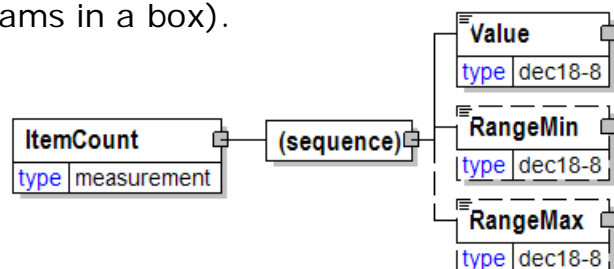 ams in a box).
Value
type dec18-8
ItemCount
type measurement
(sequence)
RangeMin
type dec18-8
RangeMax
type dec18-8